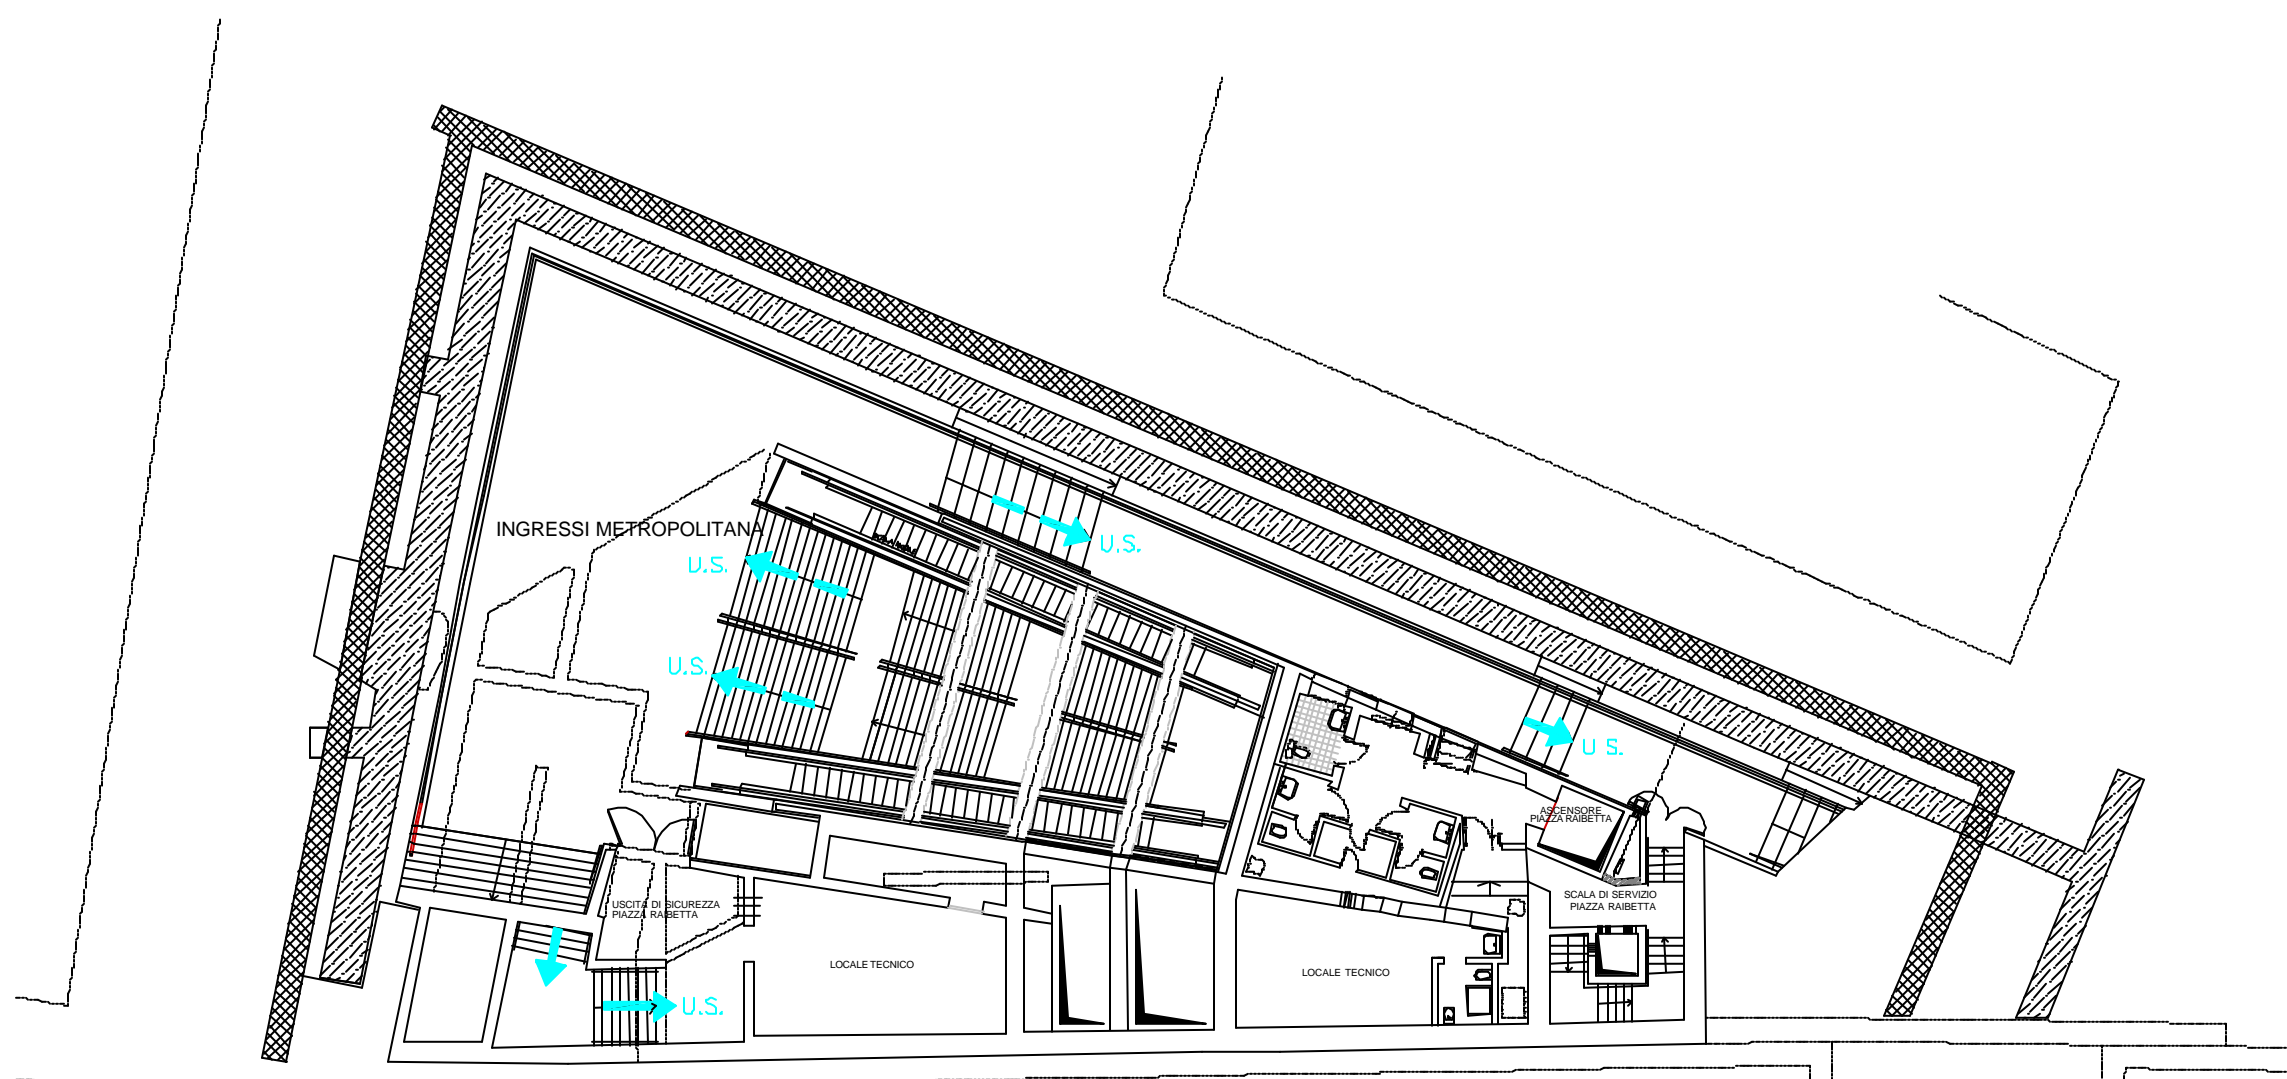 INGRESSI METROPOLITANA
U.S.
U.S.
U.S.
U S.
ASCENSORE
PIAZZA RAIBETTA
SCALA DI SERVIZIO
PIAZZA RAIBETTA
USCITA DI SICUREZZA
PIAZZA RAIBETTA
LOCALE TECNICO
LOCALE TECNICO
U.S.